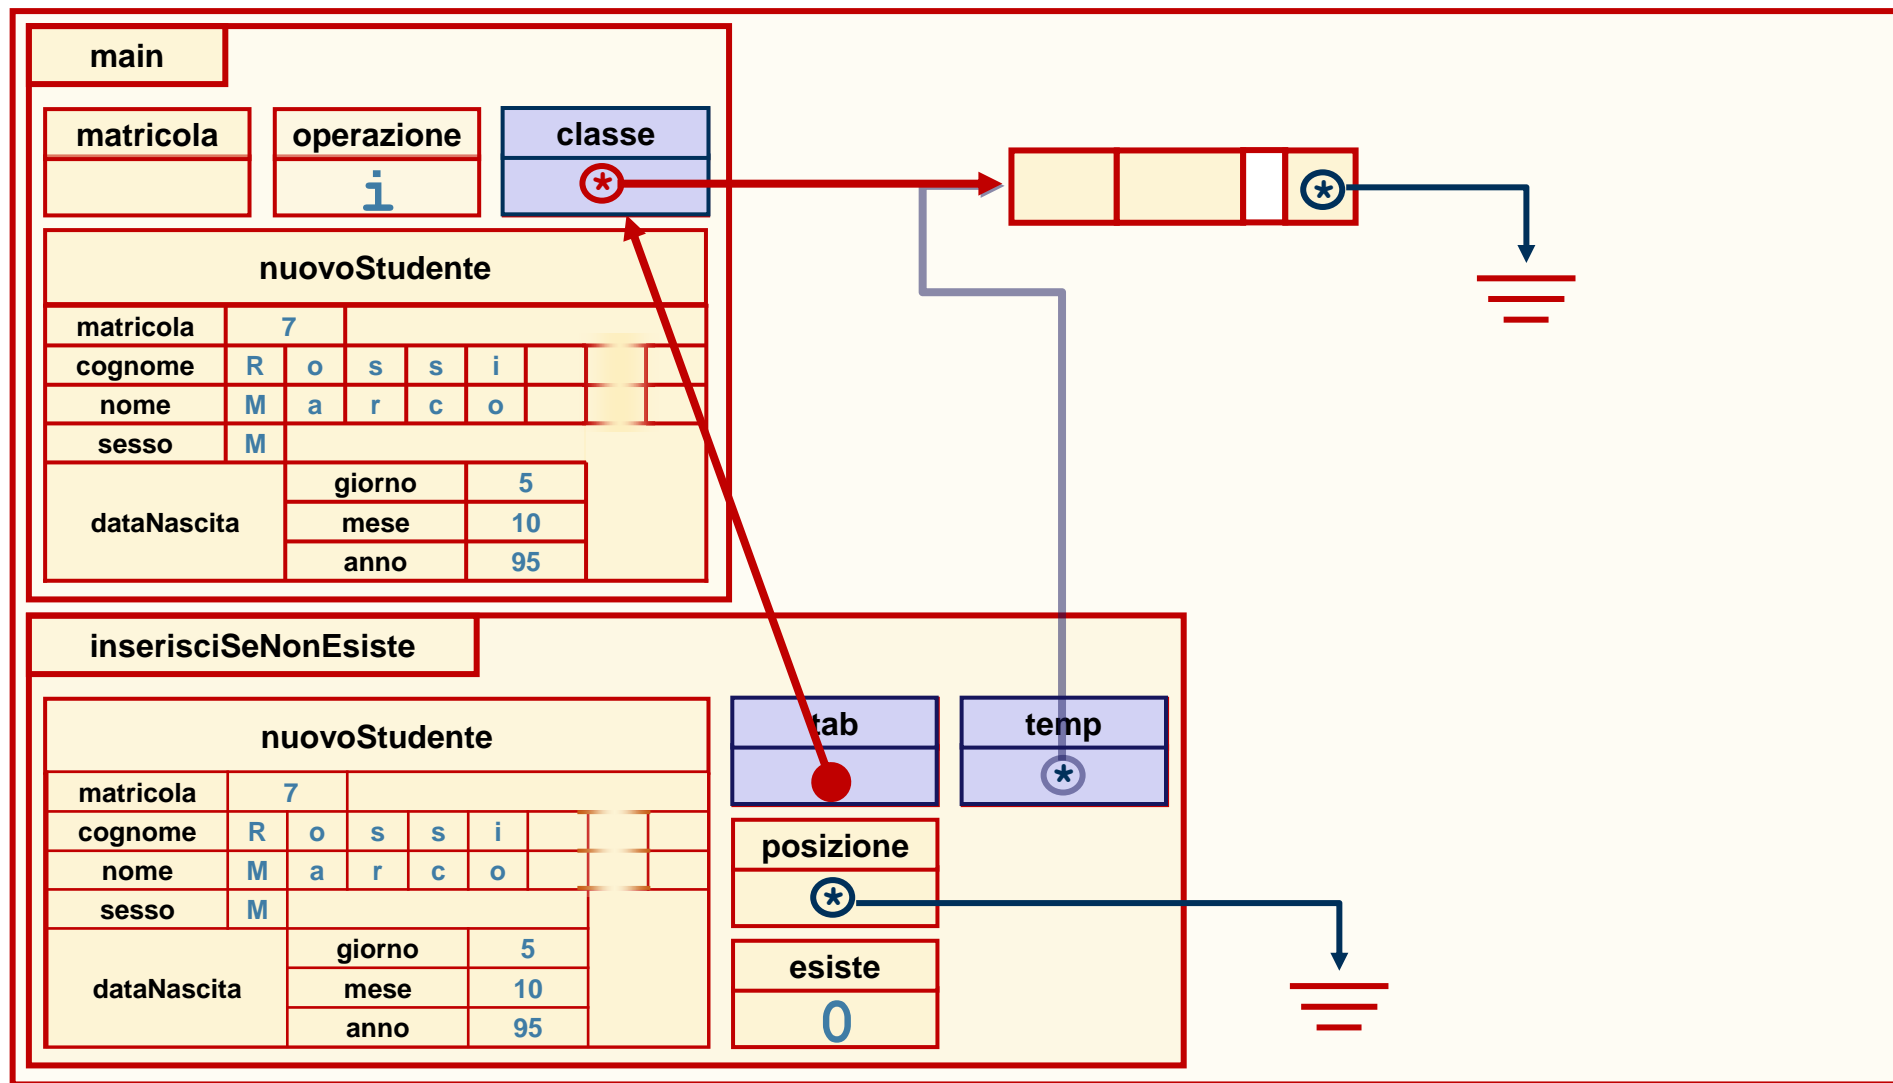 main
matricola operazione classe
i *
*
nuovoStudente
matricola 7
cognome R o s s i
nome M a r c o
sesso M
giorno 5
dataNascita mese 10
anno 95
inserisciSeNonEsiste
nuovoStudente tab temp
*
matricola 7
cognome R o s s i
posizione
nome M a r c o
*
sesso M
giorno 5
esiste
dataNascita mese 10
0
anno 95